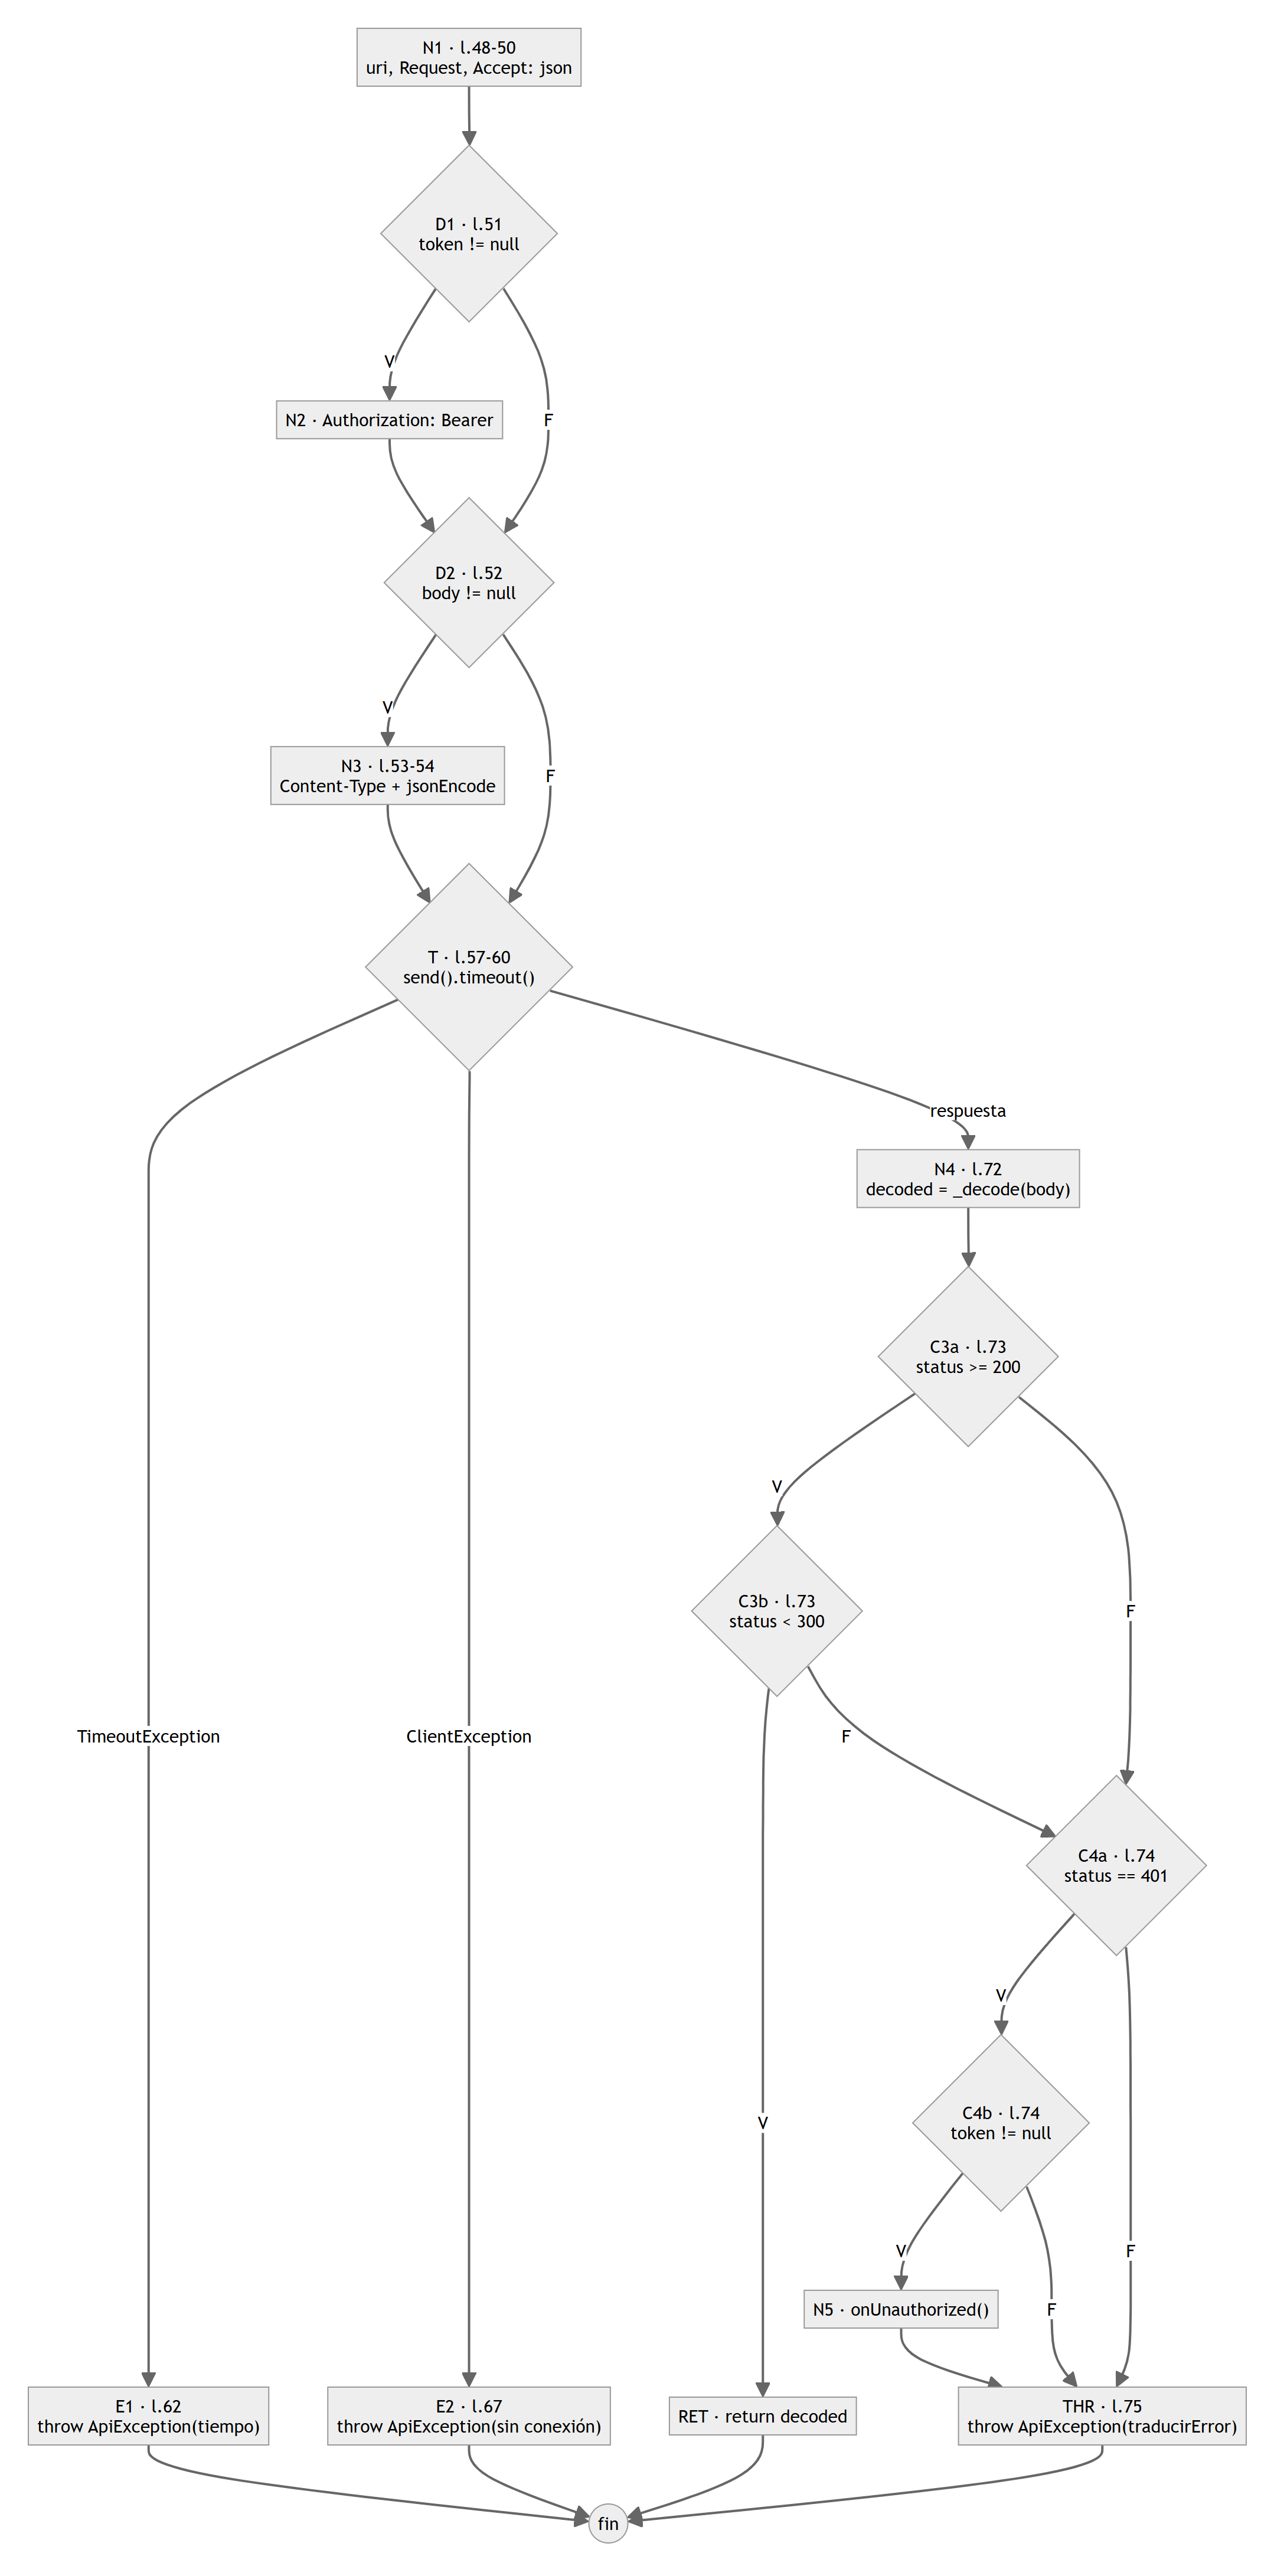 N1 · l.48-50
uri, Request, Accept: json
D1 · l.51
token != null
V
N2 · Authorization: Bearer
F
D2 · l.52
body != null
V
N3 · l.53-54
Content-Type + jsonEncode
F
T · l.57-60
send().timeout()
respuesta
N4 · l.72
decoded = _decode(body)
C3a · l.73
status >= 200
V
C3b · l.73
status < 300
F
TimeoutException
ClientException
F
C4a · l.74
status == 401
V
C4b · l.74
token != null
V
V
F
N5 · onUnauthorized()
F
E1 · l.62
throw ApiException(tiempo)
E2 · l.67
throw ApiException(sin conexión)
RET · return decoded
THR · l.75
throw ApiException(traducirError)
fin